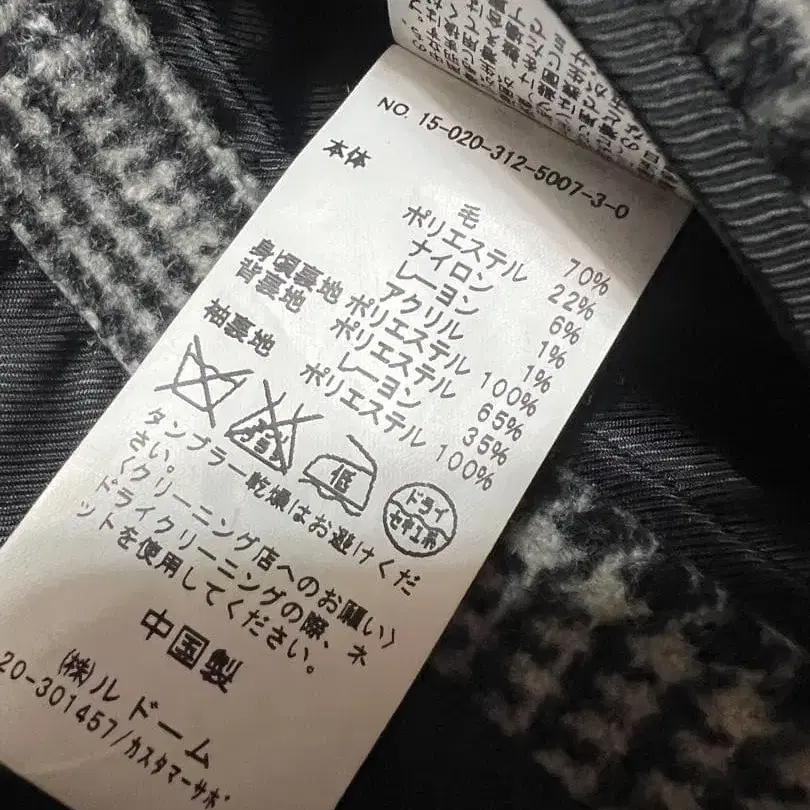 NO. 15-020-312-5007-3-0
本体
毛 70%
ポリエステル 22%
ナイロン 6%
レーヨン 1%
アクリル 1%
身頃裏地 ポリエステル 100%
背裏地 ポリエステル 65%
レーヨン 35%
袖裏地 ポリエステル 100%
エンソサラシ
低
ドライ
セキユ系
タンブラー乾燥はお避けくだ
さい。
〈クリーニング店へのお願い〉
ドライクリーニングの際、ネ
ットを使用してください。
中国製
(株)ル ドーム
20-301457/カスタマーサポ